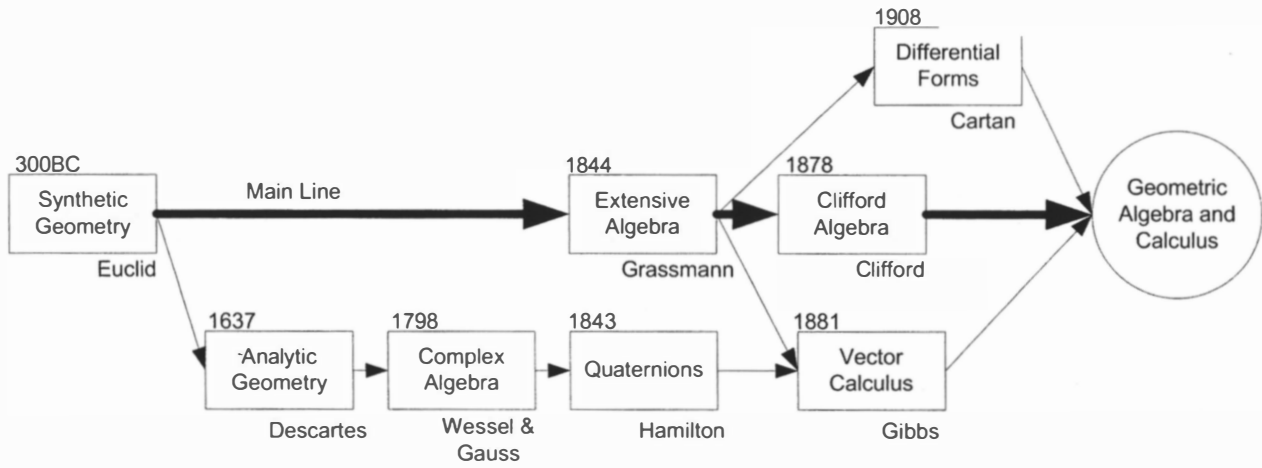 1908
Differential
Forms
Cartan
300BC
Synthetic
Geometry
Euclid
Main Line
1844
Extensive
Algebra
Grassmann
1878
Clifford
Algebra
Clifford
Geometric
Algebra and
Calculus
1637
Analytic
Geometry
Descartes
1798
Complex
Algebra
Wessel &
Gauss
1843
Quaternions
Hamilton
1881
Vector
Calculus
Gibbs